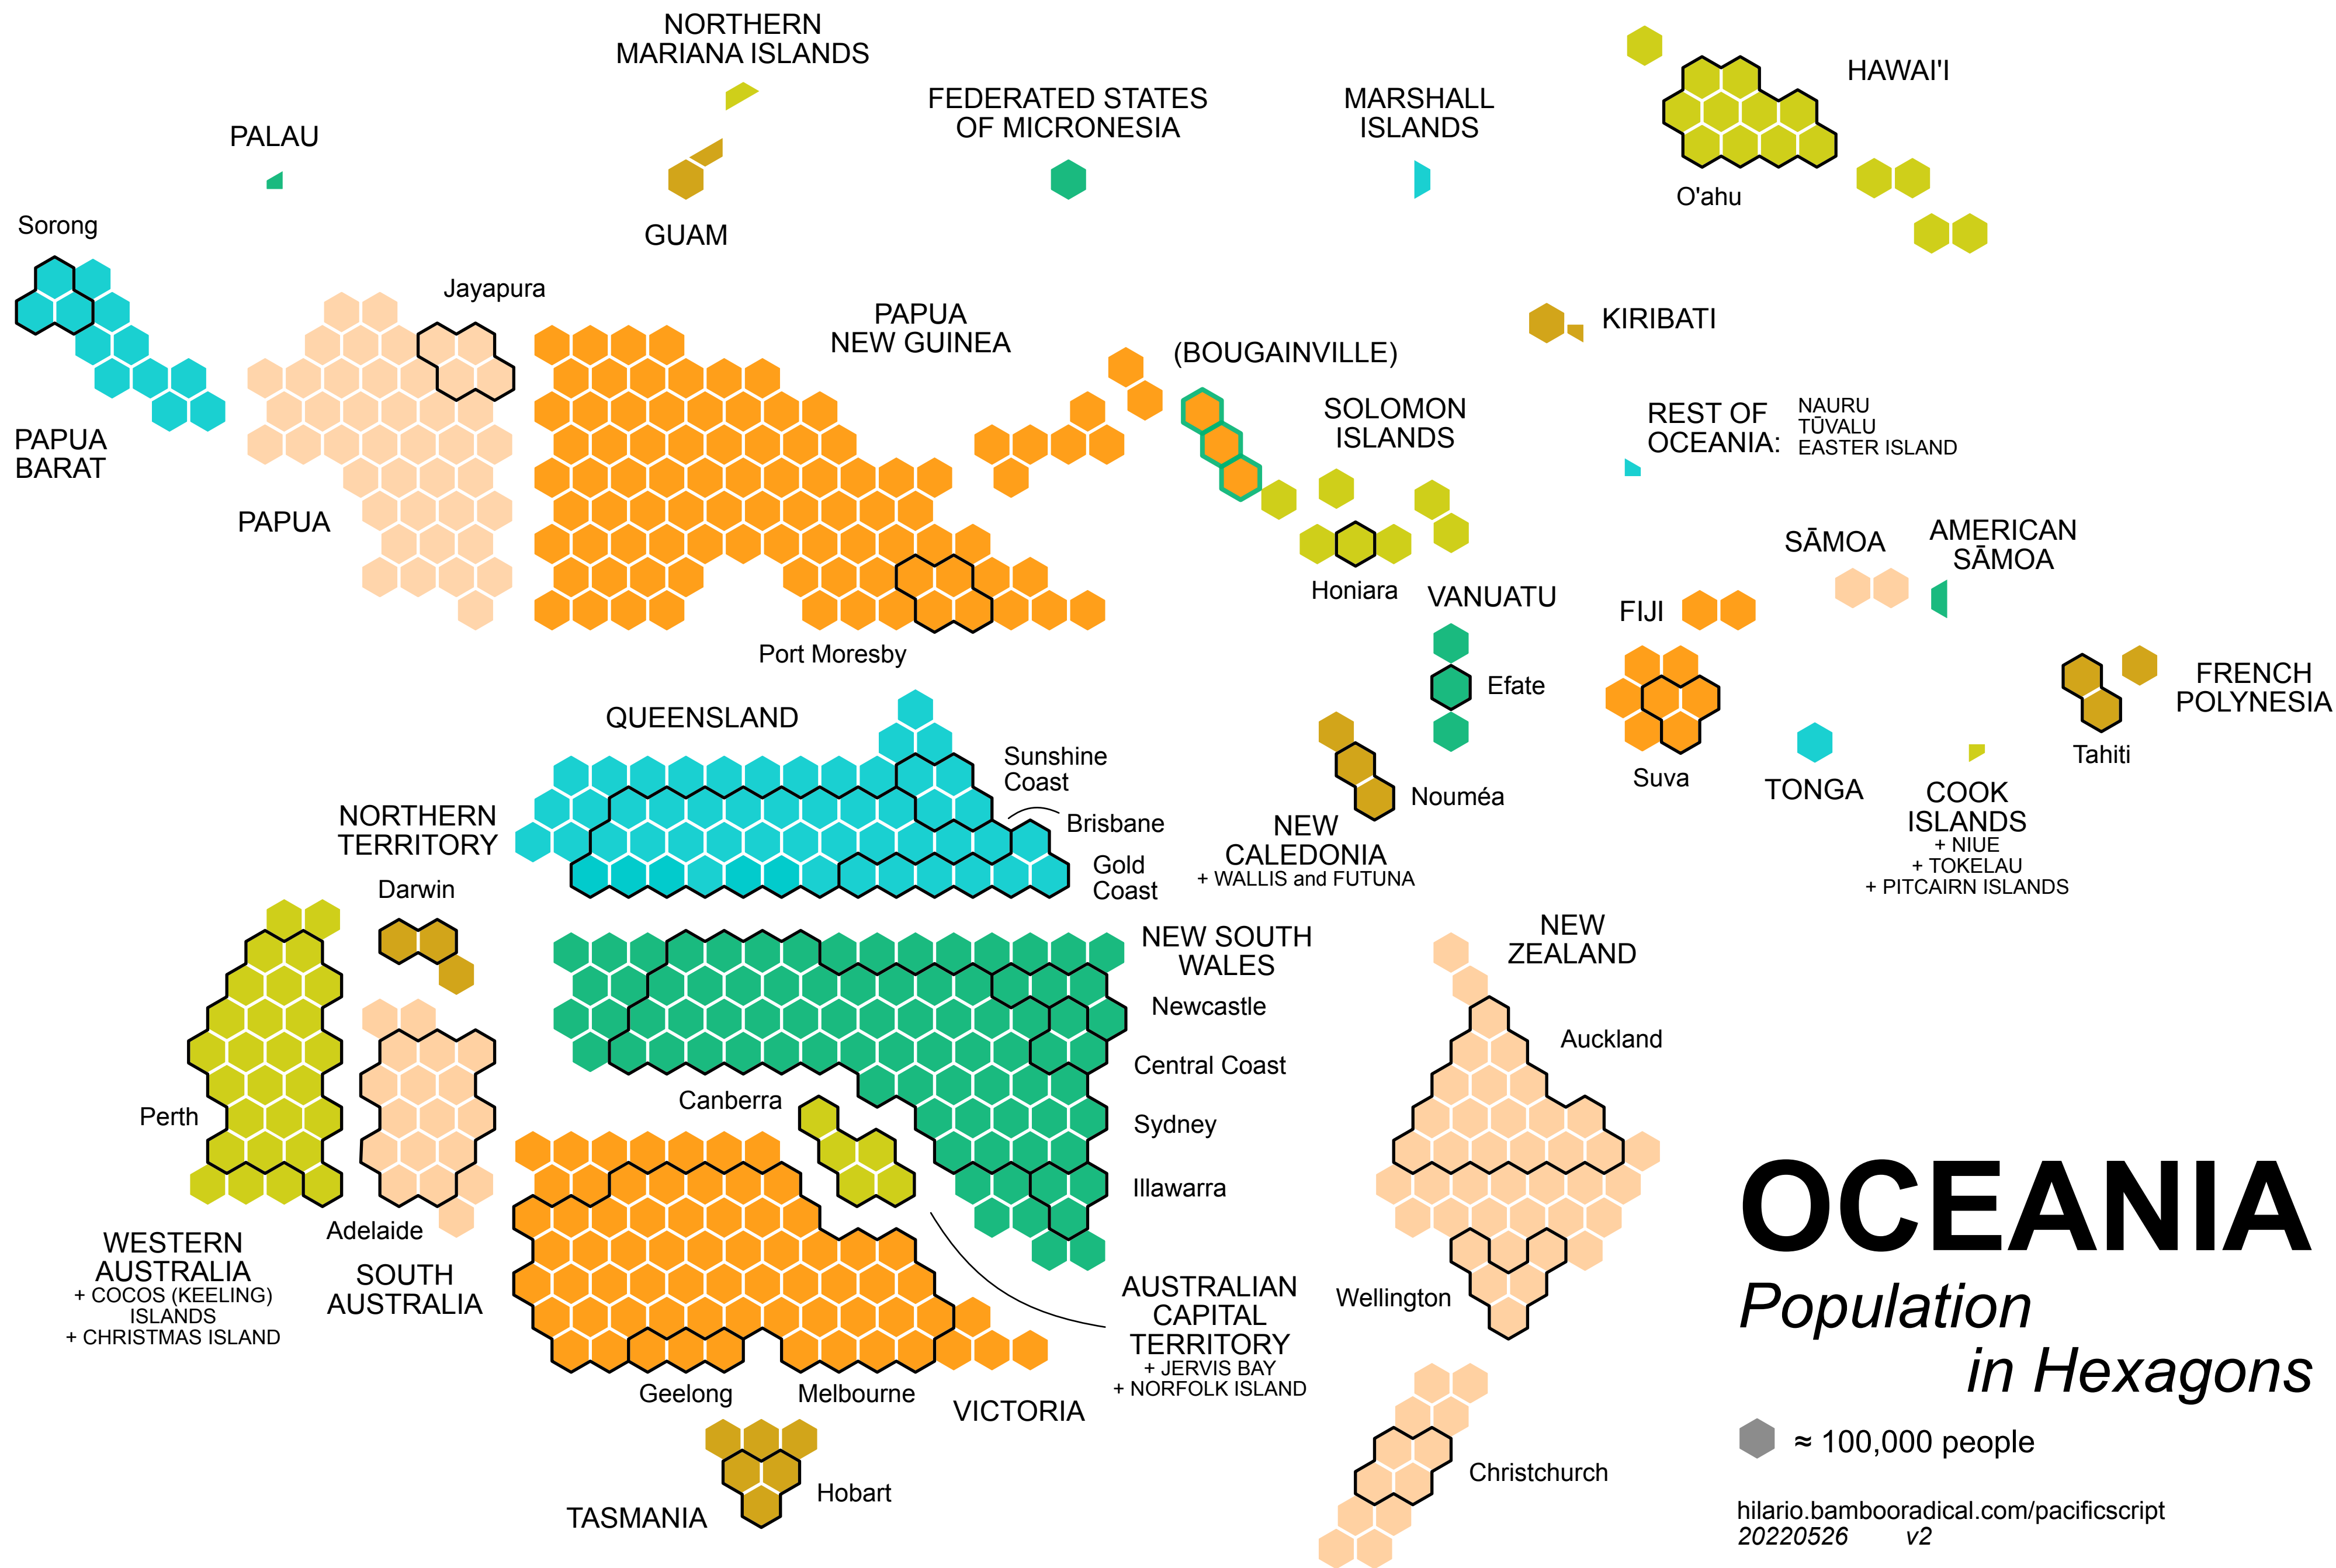 NORTHERN
MARIANA ISLANDS
HAWAI'I
FEDERATED STATES
OF MICRONESIA
MARSHALL
ISLANDS
PALAU
O'ahu
Sorong
GUAM
Jayapura
PAPUA
NEW GUINEA
KIRIBATI
(BOUGAINVILLE)
SOLOMON
ISLANDS
REST OF
OCEANIA:
NAURU
TŪVALU
EASTER ISLAND
PAPUA
BARAT
PAPUA
SĀMOA
AMERICAN
SĀMOA
Honiara
VANUATU
FIJI
Port Moresby
Efate
FRENCH
POLYNESIA
QUEENSLAND
Sunshine
Coast
Suva
Tahiti
TONGA
Nouméa
COOK
ISLANDS
+ NIUE
+ TOKELAU
+ PITCAIRN ISLANDS
NORTHERN
TERRITORY
Brisbane
NEW
CALEDONIA
+ WALLIS and FUTUNA
Gold
Coast
Darwin
NEW SOUTH
WALES
NEW
ZEALAND
Newcastle
Auckland
Central Coast
Canberra
Perth
Sydney
Illawarra
Adelaide
WESTERN
AUSTRALIA
+ COCOS (KEELING)
ISLANDS
+ CHRISTMAS ISLAND
SOUTH
AUSTRALIA
AUSTRALIAN
CAPITAL
TERRITORY
+ JERVIS BAY
+ NORFOLK ISLAND
Wellington
Geelong
Melbourne
VICTORIA
Christchurch
Hobart
TASMANIA
OCEANIA
Population
in Hexagons
≈ 100,000 people
hilario.bambooradical.com/pacificscript
20220526 v2